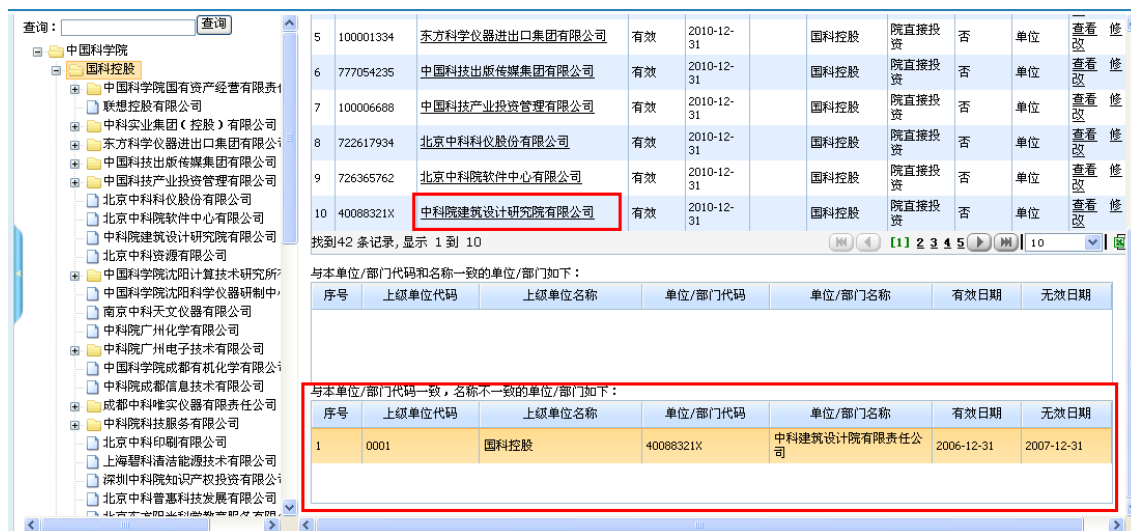 查询：
查询
中国科学院
国科控股
中国科学院国有资产经营有限责
联想控股有限公司
中科实业集团(控股)有限公司
东方科学仪器进出口集团有限公
中国科技出版传媒集团有限公司
中国科技产业投资管理有限公司
北京中科科仪股份有限公司
北京中科院软件中心有限公司
中科院建筑设计研究院有限公司
北京中科资源有限公司
中国科学院沈阳计算技术研究所
中国科学院沈阳科学仪器研制中
南京中科天文仪器有限公司
中科院广州化学有限公司
中科院广州电子技术有限公司
中国科学院成都有机化学有限公
中科院成都信息技术有限公司
成都中科唯实仪器有限责任公司
中科院科技服务有限公司
北京中科印刷有限公司
上海碧科清洁能源技术有限公司
深圳中科院知识产权投资有限公
北京中科普惠科技发展有限公司
5 100001334 东方科学仪器进出口集团有限公司 有效 2010-12-31 国科控股 院直接投资 否 单位 查看 修改
6 777054235 中国科技出版传媒集团有限公司 有效 2010-12-31 国科控股 院直接投资 否 单位 查看 修改
7 100006688 中国科技产业投资管理有限公司 有效 2010-12-31 国科控股 院直接投资 否 单位 查看 修改
8 722617934 北京中科科仪股份有限公司 有效 2010-12-31 国科控股 院直接投资 否 单位 查看 修改
9 726365762 北京中科院软件中心有限公司 有效 2010-12-31 国科控股 院直接投资 否 单位 查看 修改
10 40088321X 中科院建筑设计研究院有限公司 有效 2010-12-31 国科控股 院直接投资 否 单位 查看 修改
找到42 条记录,显示 1 到 10 [1] 2 3 4 5 10
与本单位/部门代码和名称一致的单位/部门如下：
序号 上级单位代码 上级单位名称 单位/部门代码 单位/部门名称 有效日期 无效日期
与本单位/部门代码一致，名称不一致的单位/部门如下：
序号 上级单位代码 上级单位名称 单位/部门代码 单位/部门名称 有效日期 无效日期
1 0001 国科控股 40088321X 中科建筑设计院有限责任公司 2006-12-31 2007-12-31